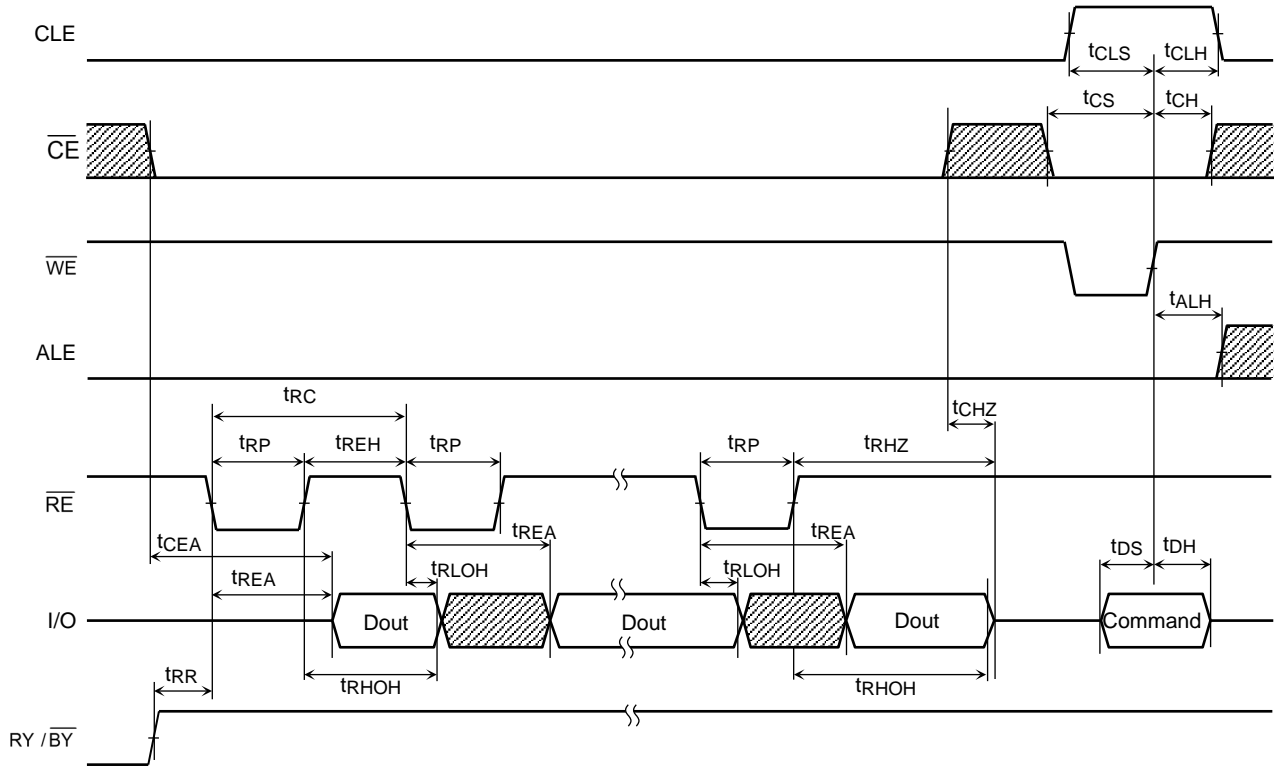 CLE
tCLS tCLH
tCS tCH
CE
WE
tALH
ALE
tRC
tCHZ
tRP tREH tRP tRP tRHZ
RE
tCEA tREA tREA tDS tDH
tREA tRLOH tRLOH
I/O Dout Dout Dout Command
tRR tRHOH tRHOH
RY /BY